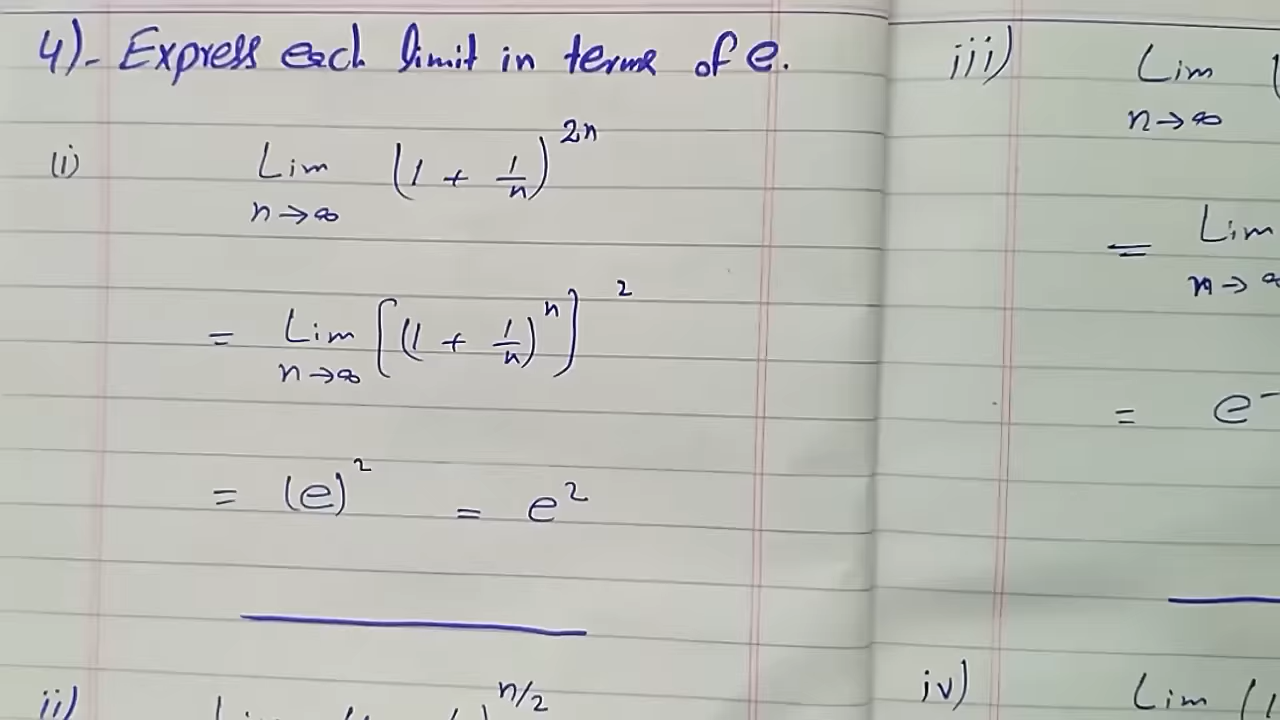 4)- Express each limit in terms of e.
(i) Lim (1 + 1/n)^2n
n→∞
= Lim [(1 + 1/n)^n]^2
n→∞
= (e)^2 = e^2
ii) n/2
iii) Lim
n→∞
= Lim
n→
= e^-
iv) Lim (1